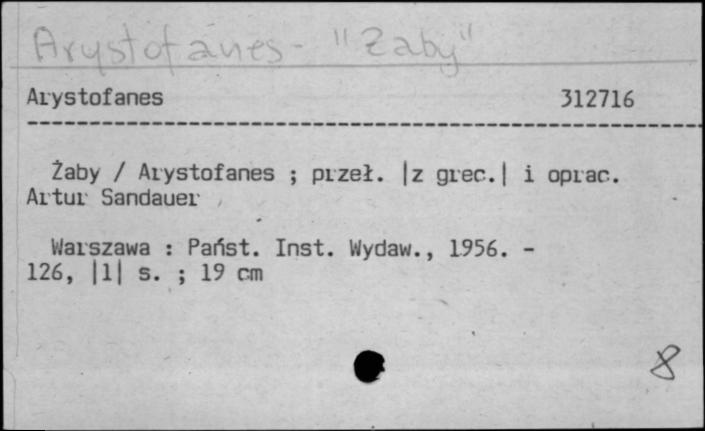 Arystofanes - "Żaby"
Arystofanes 312716
Żaby / Arystofanes ; przeł. |z grec.| i oprac.
Artur Sandauer
Warszawa : Państ. Inst. Wydaw., 1956. -
126, |1| s. ; 19 cm
8